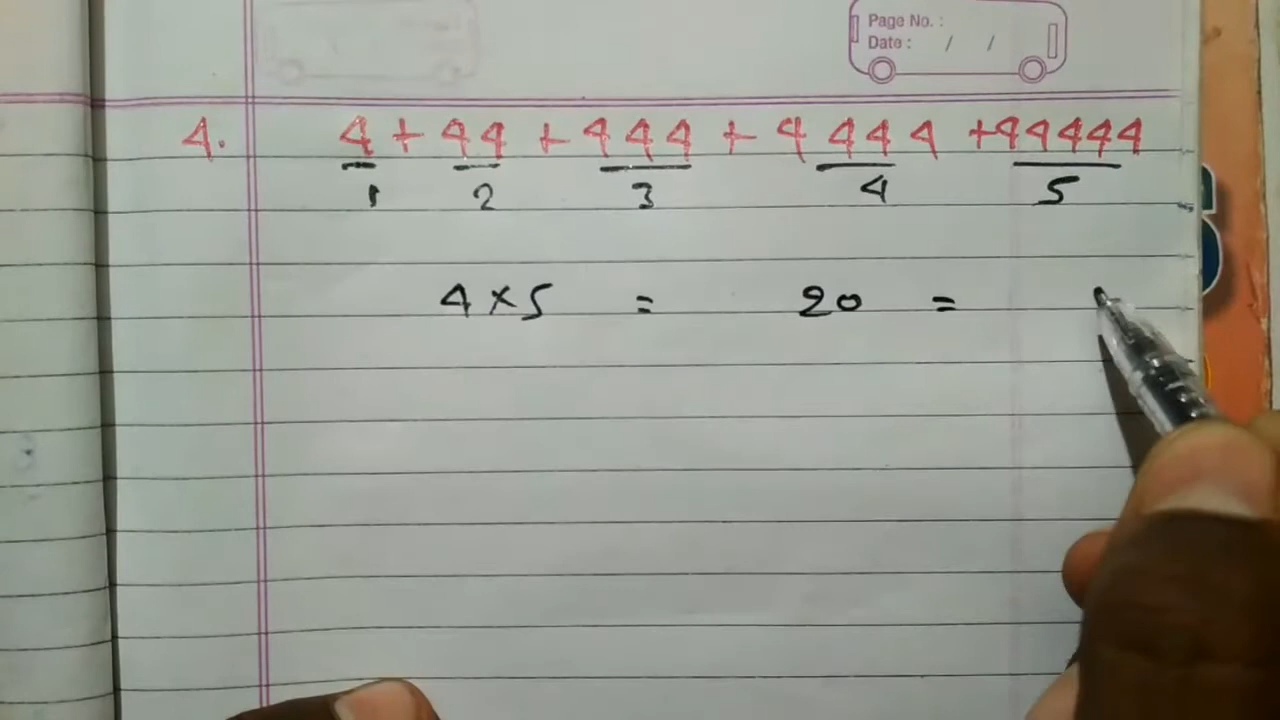 Page No. :
Date : / /
4. 4 + 44 + 444 + 4444 + 44444
1 2 3 4 5
4 × 5 = 20 =